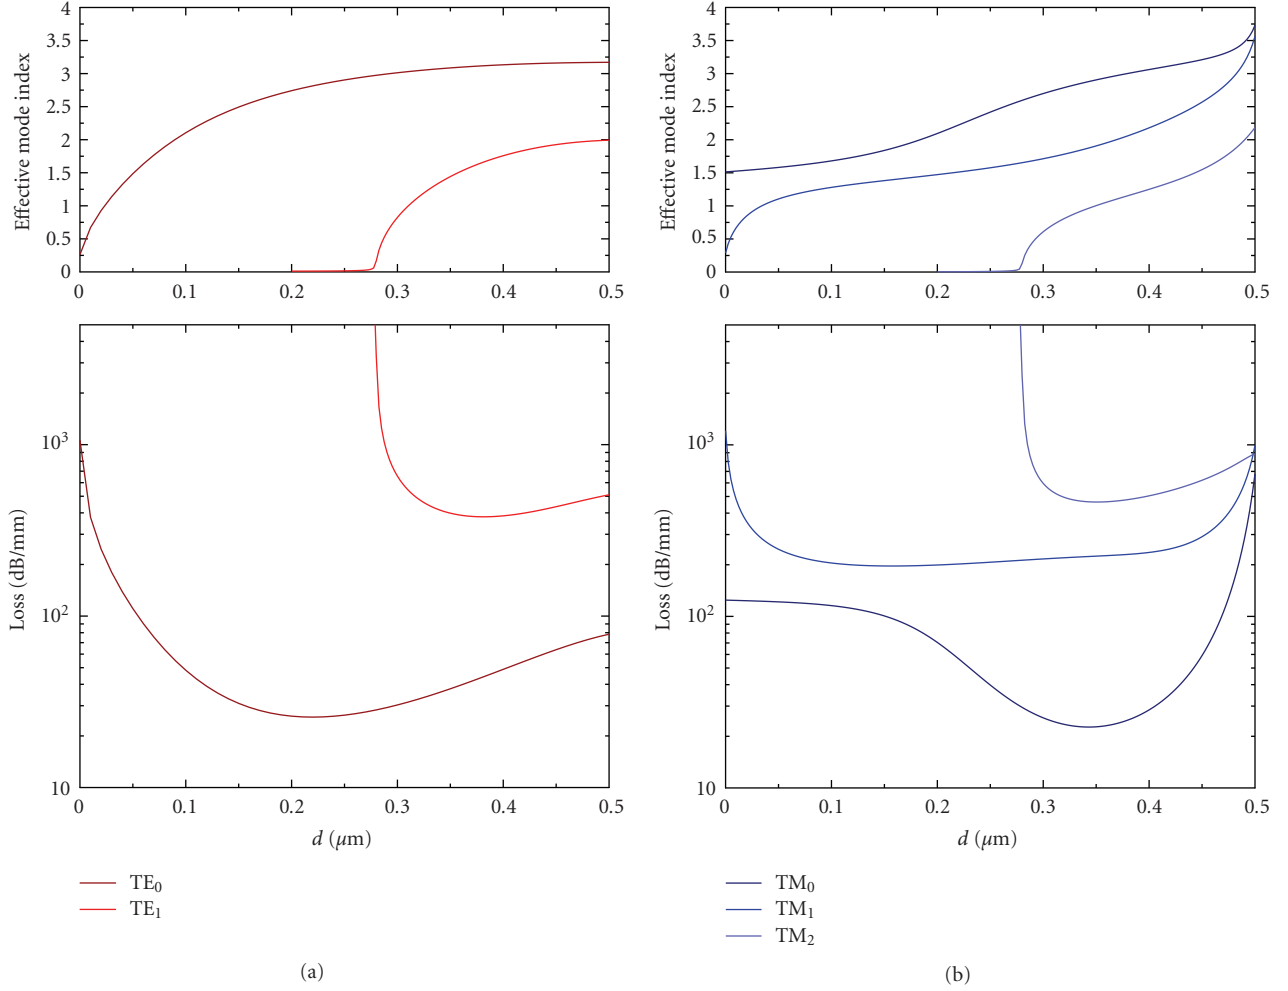 4
3.5
3
2.5
2
1.5
1
0.5
0
Effective mode index
0 0.1 0.2 0.3 0.4 0.5
10³
10²
10
Loss (dB/mm)
0 0.1 0.2 0.3 0.4 0.5
d (μm)
TE₀
TE₁
(a)
4
3.5
3
2.5
2
1.5
1
0.5
0
Effective mode index
0 0.1 0.2 0.3 0.4 0.5
10³
10²
10
Loss (dB/mm)
0 0.1 0.2 0.3 0.4 0.5
d (μm)
TM₀
TM₁
TM₂
(b)